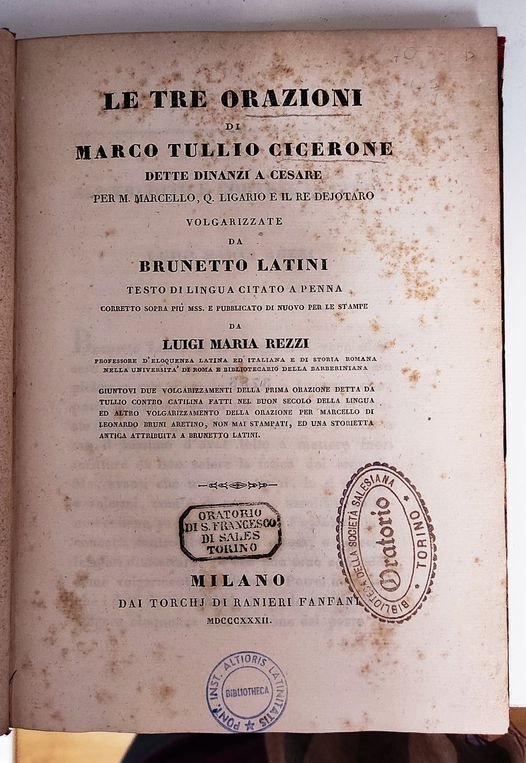 LE TRE ORAZIONI
DI
MARCO TULLIO CICERONE
DETTE DINANZI A CESARE
PER M. MARCELLO, Q. LIGARIO E IL RE DEJOTARO
VOLGARIZZATE
DA
BRUNETTO LATINI
TESTO DI LINGUA CITATO A PENNA
CORRETTO SOPRA PIÚ MSS. E PUBBLICATO DI NUOVO PER LE STAMPE
DA
LUIGI MARIA REZZI
PROFESSORE D'ELOQUENZA LATINA ED ITALIANA E DI STORIA ROMANA
NELLA UNIVERSITA' DI ROMA E BIBLIOTECARIO DELLA BARBERINIANA
GIUNTOVI DUE VOLGARIZZAMENTI DELLA PRIMA ORAZIONE DETTA DA
TULLIO CONTRO CATILINA FATTI NEL BUON SECOLO DELLA LINGUA
ED ALTRO VOLGARIZZAMENTO DELLA ORAZIONE PER MARCELLO DI
LEONARDO BRUNI ARETINO, NON MAI STAMPATI, ED UNA STORIETTA
ANTICA ATTRIBUITA A BRUNETTO LATINI.
ORATORIO
DI S. FRANCESCO
DI SALES
TORINO
BIBLIOTECA DELLA SOCIETÀ SALESIANA
Oratorio
TORINO
MILANO
DAI TORCHJ DI RANIERI FANFANI
MDCCCXXXII.
PONT. INST. ALTIORIS LATINITATIS
BIBLIOTHECA